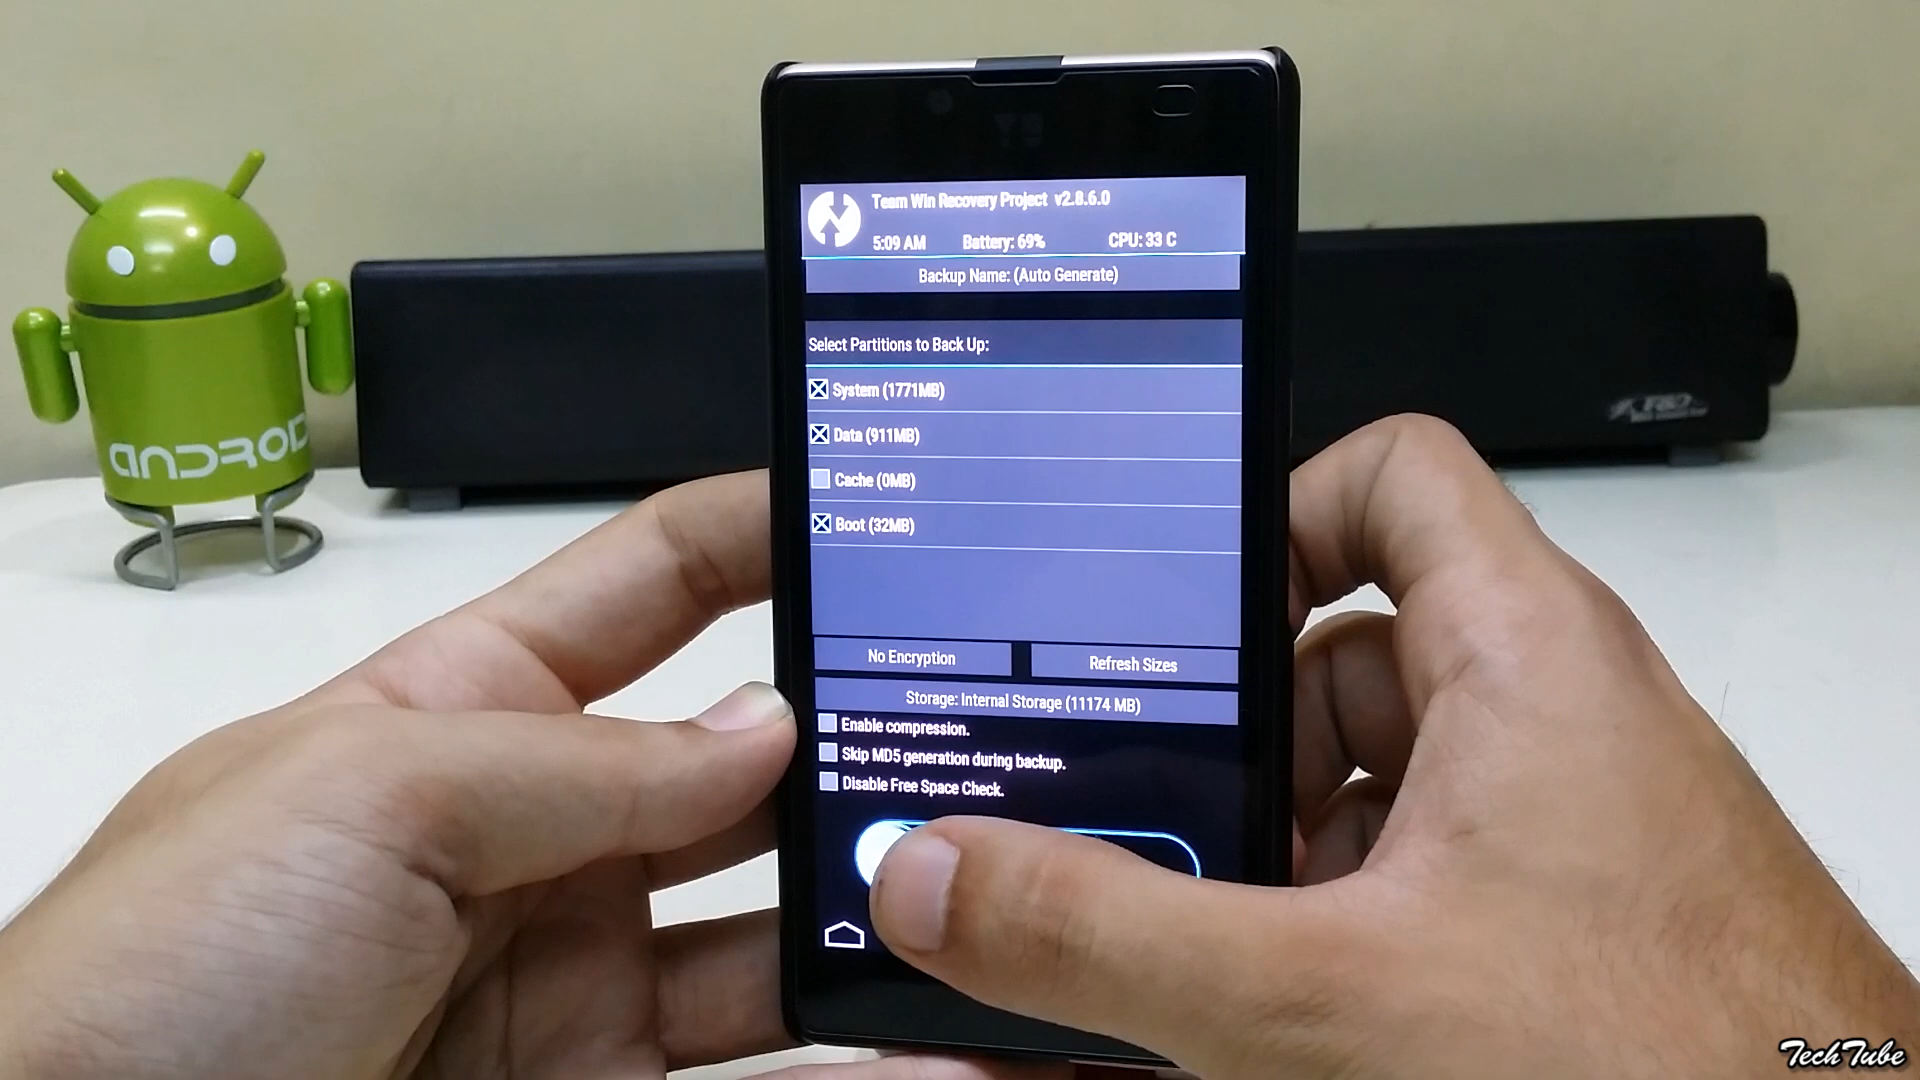 Team Win Recovery Project v2.8.6.0
5:09 AM Battery: 69% CPU: 33 C
Backup Name: (Auto Generate)
Select Partitions to Back Up:
System (1771MB)
Data (911MB)
Cache (0MB)
Boot (32MB)
No Encryption Refresh Sizes
Storage: Internal Storage (11174 MB)
Enable compression.
Skip MD5 generation during backup.
Disable Free Space Check.
ANDROID
TechTube